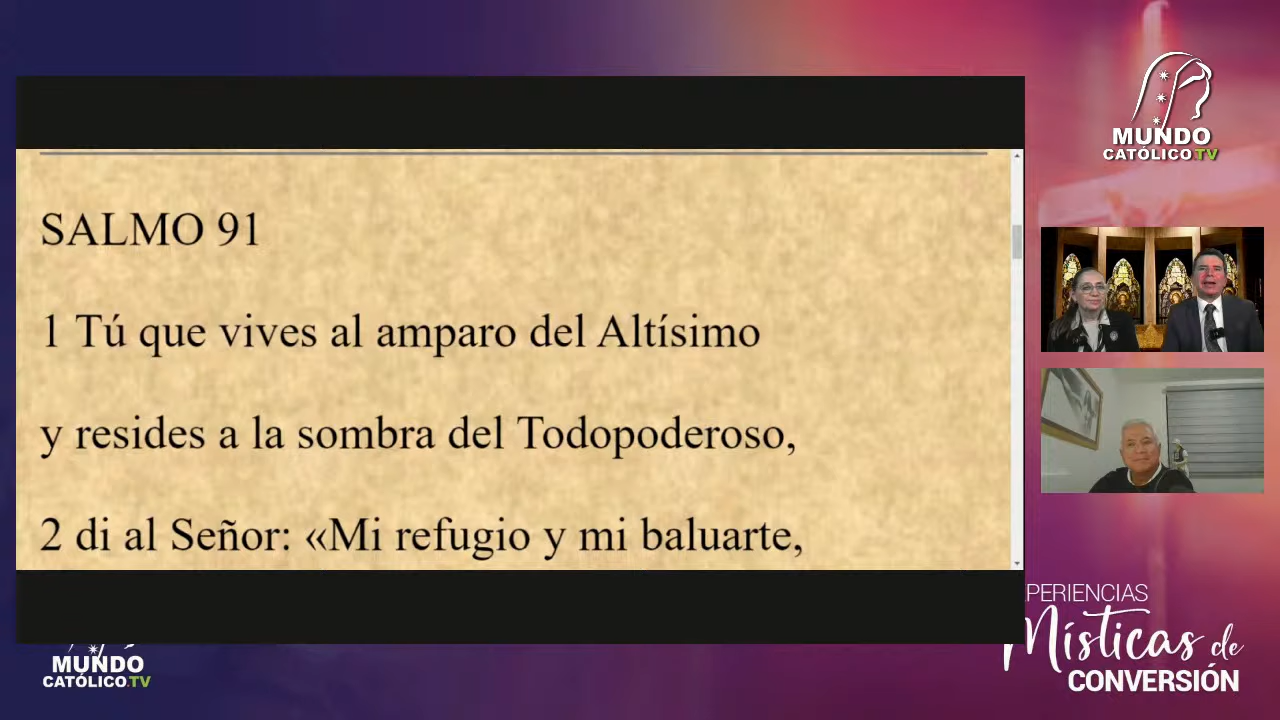 SALMO 91
1 Tú que vives al amparo del Altísimo
y resides a la sombra del Todopoderoso,
2 di al Señor: «Mi refugio y mi baluarte,
MUNDO
CATÓLICO.TV
PERIENCIAS
Místicas de
CONVERSIÓN
MUNDO
CATÓLICO.TV